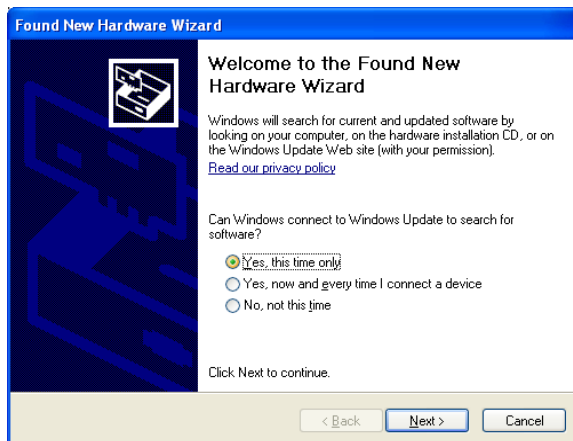 Found New Hardware Wizard
Welcome to the Found New
Hardware Wizard
Windows will search for current and updated software by
looking on your computer, on the hardware installation CD, or on
the Windows Update Web site (with your permission).
Read our privacy policy
Can Windows connect to Windows Update to search for
software?
Yes, this time only
Yes, now and every time I connect a device
No, not this time
Click Next to continue.
< Back
Next >
Cancel